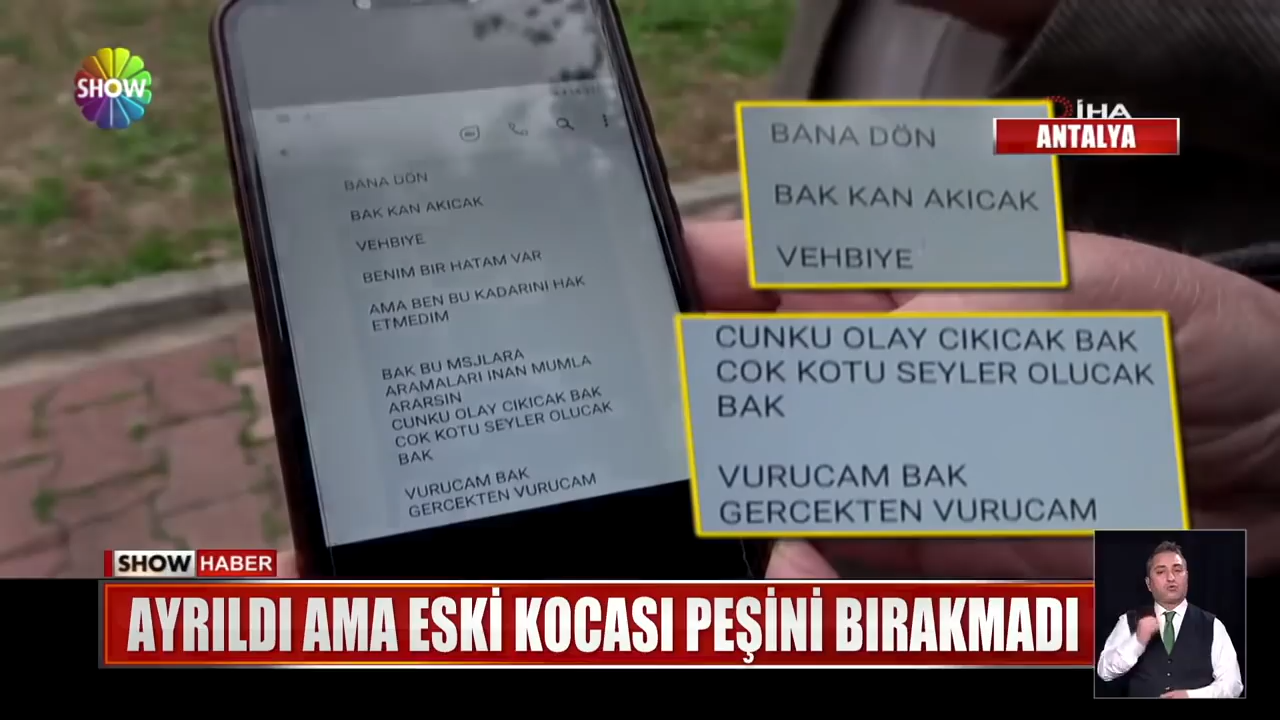 SHOW
İHA
ANTALYA
BANA DÖN
BAK KAN AKICAK
VEHBIYE
BENIM BIR HATAM VAR
AMA BEN BU KADARINI HAK
ETMEDIM
BAK BU MSJLARA
ARAMALARI INAN MUMLA
ARARSIN
CUNKU OLAY CIKICAK BAK
COK KOTU SEYLER OLUCAK
BAK
VURUCAM BAK
GERCEKTEN VURUCAM
BANA DÖN
BAK KAN AKICAK
VEHBIYE
CUNKU OLAY CIKICAK BAK
COK KOTU SEYLER OLUCAK
BAK
VURUCAM BAK
GERCEKTEN VURUCAM
SHOW HABER
AYRILDI AMA ESKİ KOCASI PEŞİNİ BIRAKMADI